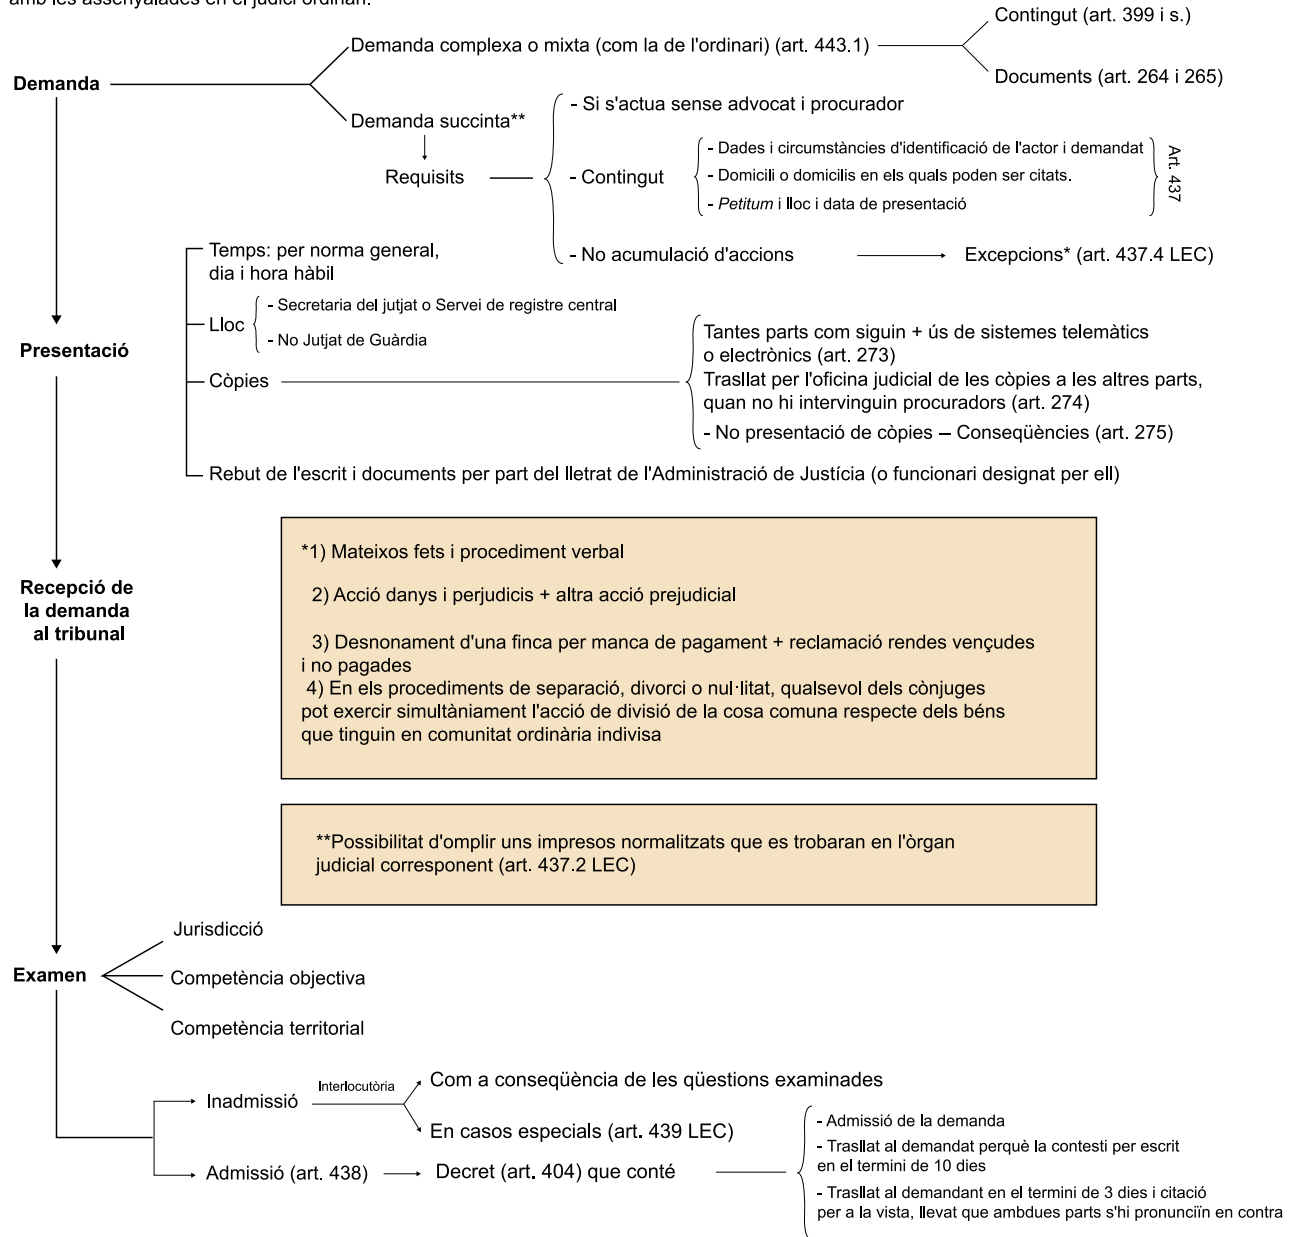 amb les assenyalades en el judici ordinari.
Contingut (art. 399 i s.)
Demanda complexa o mixta (com la de l'ordinari) (art. 443.1)
Documents (art. 264 i 265)
Demanda
Demanda succinta**
- Si s'actua sense advocat i procurador
Requisits
- Contingut
- Dades i circumstàncies d'identificació de l'actor i demandat
- Domicili o domicilis en els quals poden ser citats.
- Petitum i lloc i data de presentació
Art. 437
- No acumulació d'accions
Excepcions* (art. 437.4 LEC)
Presentació
Temps: per norma general,
dia i hora hàbil
Lloc
- Secretaria del jutjat o Servei de registre central
- No Jutjat de Guàrdia
Còpies
Tantes parts com siguin + ús de sistemes telemàtics
o electrònics (art. 273)
Trasllat per l'oficina judicial de les còpies a les altres parts,
quan no hi intervinguin procuradors (art. 274)
- No presentació de còpies – Conseqüències (art. 275)
Rebut de l'escrit i documents per part del lletrat de l'Administració de Justícia (o funcionari designat per ell)
*1) Mateixos fets i procediment verbal
2) Acció danys i perjudicis + altra acció prejudicial
3) Desnonament d'una finca per manca de pagament + reclamació rendes vençudes
i no pagades
4) En els procediments de separació, divorci o nul·litat, qualsevol dels cònjuges
pot exercir simultàniament l'acció de divisió de la cosa comuna respecte dels béns
que tinguin en comunitat ordinària indivisa
Recepció de
la demanda
al tribunal
**Possibilitat d'omplir uns impresos normalitzats que es trobaran en l'òrgan
judicial corresponent (art. 437.2 LEC)
Examen
Jurisdicció
Competència objectiva
Competència territorial
Inadmissió
Interlocutòria
Com a conseqüència de les qüestions examinades
En casos especials (art. 439 LEC)
Admissió (art. 438)
Decret (art. 404) que conté
- Admissió de la demanda
- Trasllat al demandat perquè la contesti per escrit
en el termini de 10 dies
- Trasllat al demandant en el termini de 3 dies i citació
per a la vista, llevat que ambdues parts s'hi pronunciïn en contra